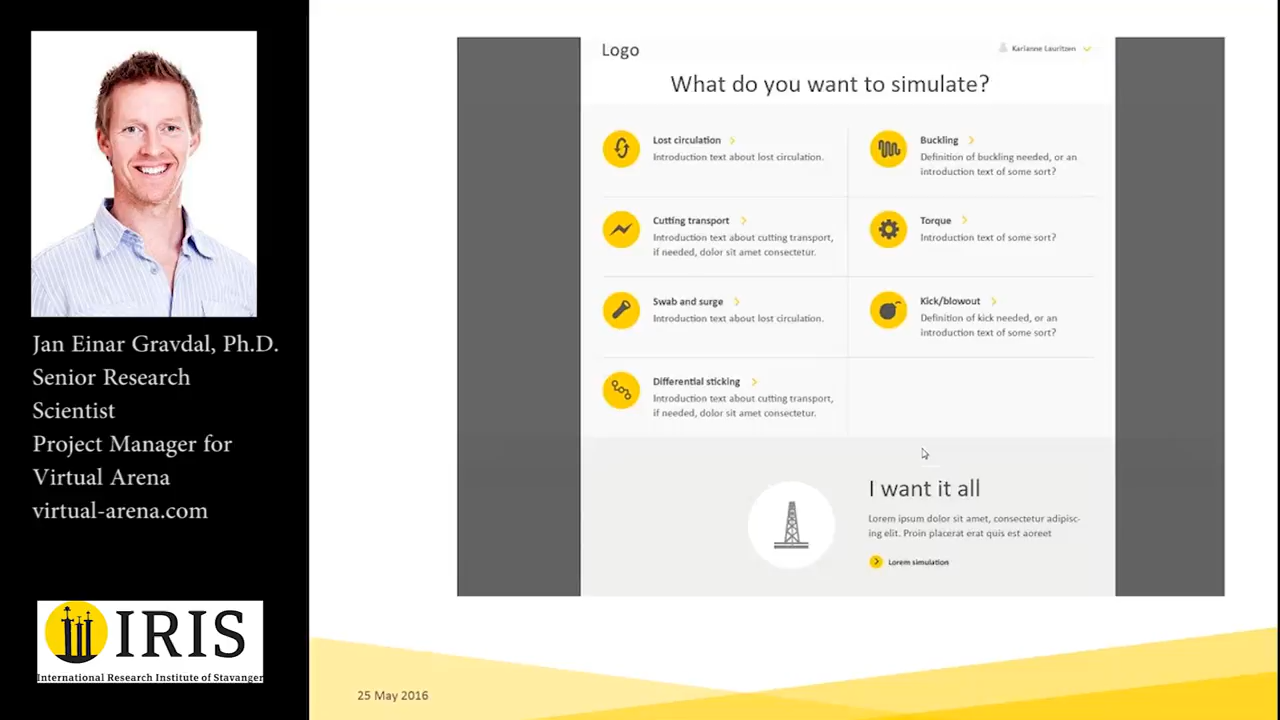 Jan Einar Gravdal, Ph.D.
Senior Research
Scientist
Project Manager for
Virtual Arena
virtual-arena.com
IRIS
International Research Institute of Stavanger
Logo
Karianne Lauritzen
What do you want to simulate?
Lost circulation
Introduction text about lost circulation.
Buckling
Definition of buckling needed, or an
introduction text of some sort?
Cutting transport
Introduction text about cutting transport,
if needed, dolor sit amet consectetur.
Torque
Introduction text of some sort?
Swab and surge
Introduction text about lost circulation.
Kick/blowout
Definition of kick needed, or an
introduction text of some sort?
Differential sticking
Introduction text about cutting transport,
if needed, dolor sit amet consectetur.
I want it all
Lorem ipsum dolor sit amet, consectetur adipisc-
ing elit. Proin placerat erat quis est aoreet
Lorem simulation
25 May 2016